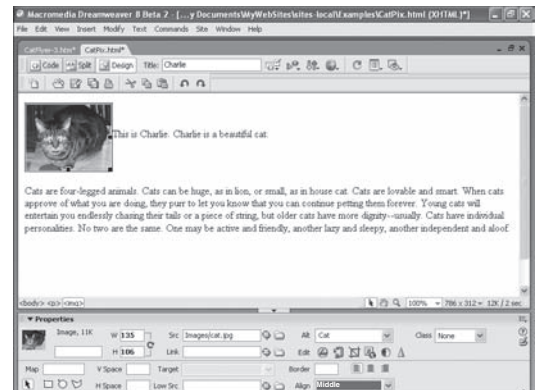 Macromedia Dreamweaver 8 Beta 2 - [...y Documents\MyWebSites\sites-local\Examples\CatPix.html (XHTML)*]
File Edit View Insert Modify Text Commands Site Window Help
CatFlyer-3.htm* CatPix.html*
Code Split Design Title: Charlie
This is Charlie. Charlie is a beautiful cat.
Cats are four-legged animals. Cats can be huge, as in lion, or small, as in house cat. Cats are lovable and smart. When cats
approve of what you are doing, they purr to let you know that you can continue petting them forever. Young cats will
entertain you endlessly chasing their tails or a piece of string, but older cats have more dignity--usually. Cats have individual
personalities. No two are the same. One may be active and friendly, another lazy and sleepy, another independent and aloof.
<body> <p> <img> 100% 786 x 312 12K / 2 sec
Properties
Image, 11K W 135 Src Images/cat.jpg Alt Cat Class None
H 106 Link Edit
Map V Space Target Border
H Space Low Src Align Middle